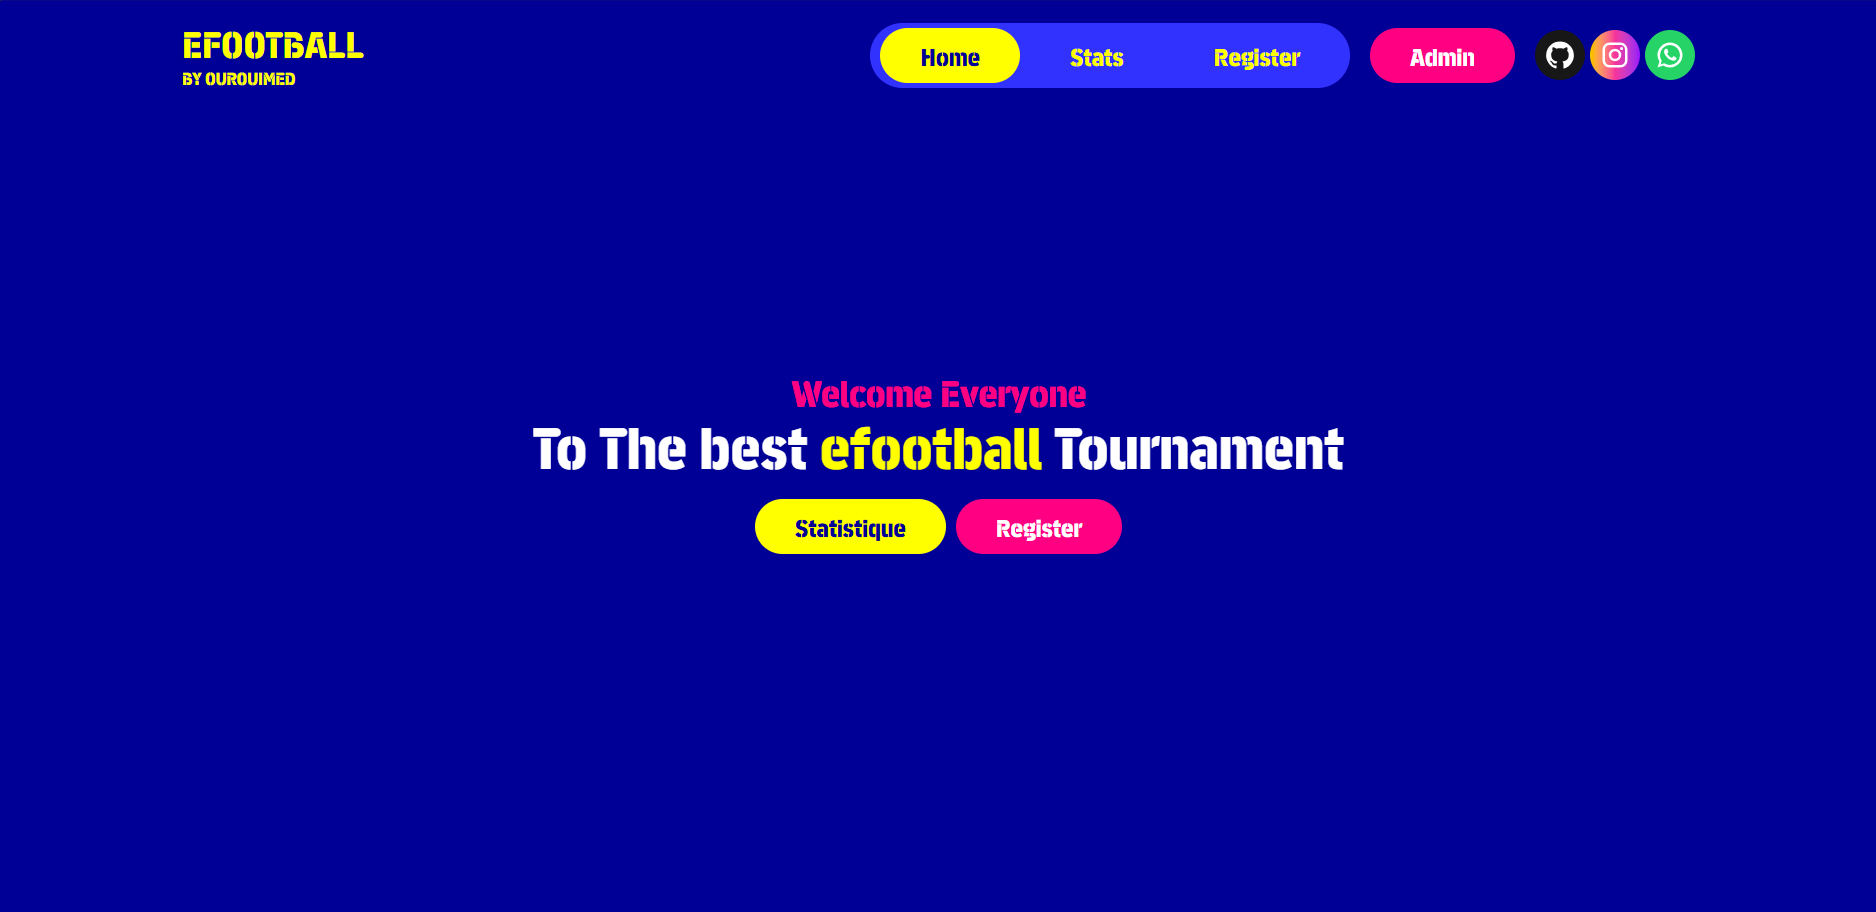 EFOOTBALL
BY OUROUIMED
Home Stats Register Admin
Welcome Everyone
To The best efootball Tournament
Statistique Register